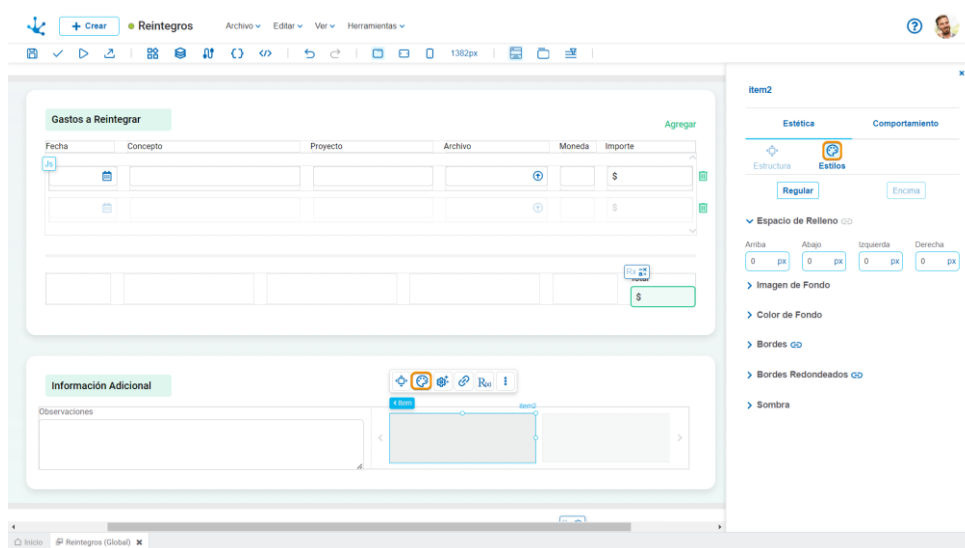 Crear
Reintegros
Archivo
Editar
Ver
Herramientas
?
1382px
item2
Estética
Comportamiento
Estructura
Estilos
Regular
Encima
Espacio de Relleno
Arriba
Abajo
Izquierda
Derecha
0 px
0 px
0 px
0 px
Imagen de Fondo
Color de Fondo
Bordes
Bordes Redondeados
Sombra
Gastos a Reintegrar
Agregar
Fecha
Concepto
Proyecto
Archivo
Moneda
Importe
Js
$
$
Rx
Total
$
Información Adicional
Item
item2
Observaciones
Inicio
Reintegros (Global)